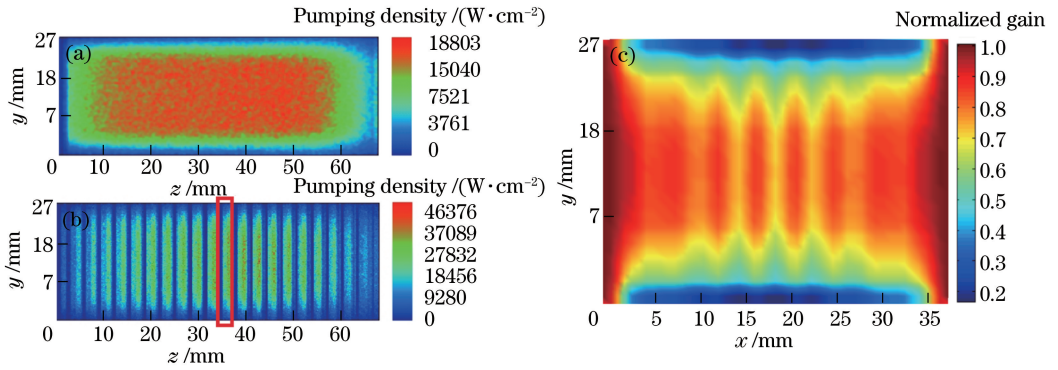 Pumping density /(W·cm⁻²)
(a)
27
18
7
0
y /mm
10 20 30 40 50 60
z /mm
18803
15040
7521
3761
0
Pumping density /(W·cm⁻²)
(b)
27
18
7
0
y /mm
10 20 30 40 50 60
z /mm
46376
37089
27832
18456
9280
0
Normalized gain
(c)
27
18
7
0
y /mm
5 10 15 20 25 30 35
x /mm
1.0
0.9
0.8
0.7
0.6
0.5
0.4
0.3
0.2